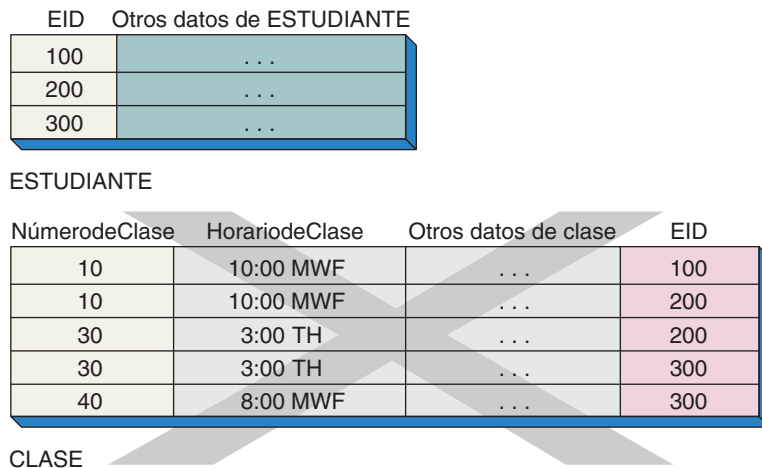 EID Otros datos de ESTUDIANTE
100 . . .
200 . . .
300 . . .
ESTUDIANTE
NúmerodeClase HorariodeClase Otros datos de clase EID
10 10:00 MWF . . . 100
10 10:00 MWF . . . 200
30 3:00 TH . . . 200
30 3:00 TH . . . 300
40 8:00 MWF . . . 300
CLASE